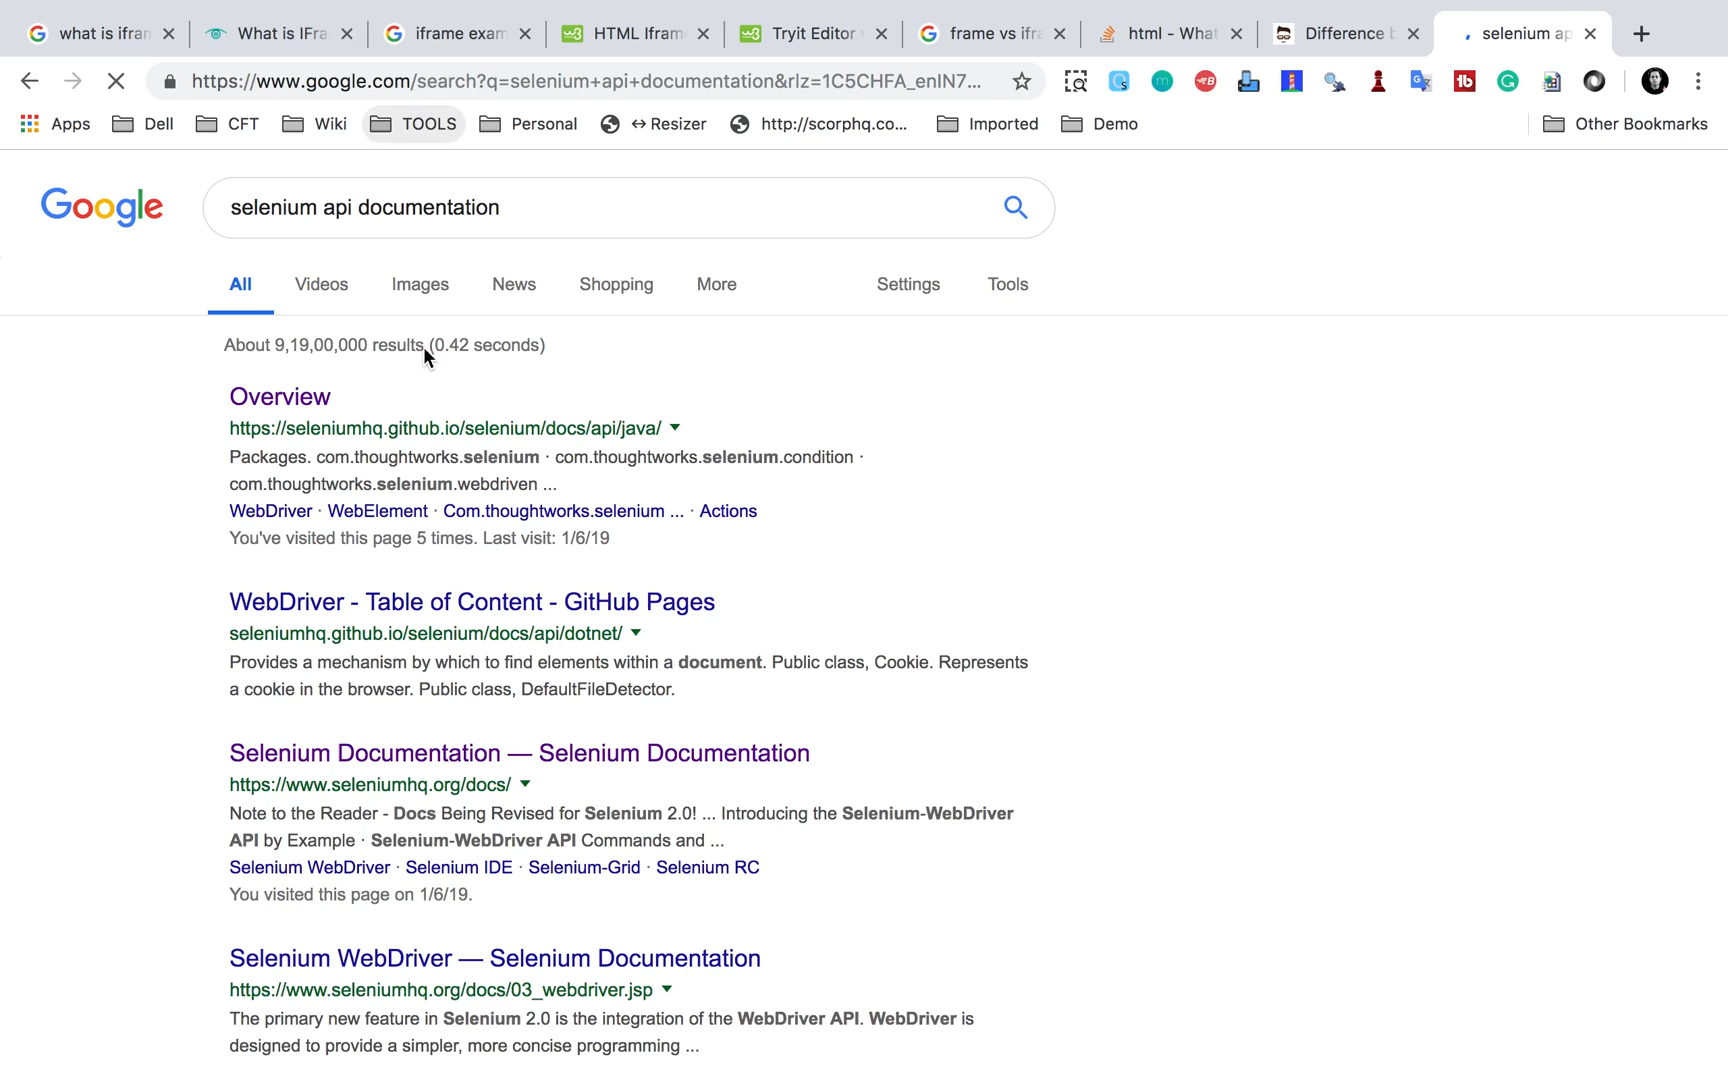 what is ifran
What is IFra
iframe exam
HTML Iframe
Tryit Editor
frame vs ifra
html - What
Difference b
selenium ap
https://www.google.com/search?q=selenium+api+documentation&rlz=1C5CHFA_enIN7...
Apps Dell CFT Wiki TOOLS Personal ↔Resizer http://scorphq.co... Imported Demo Other Bookmarks
Google
selenium api documentation
All Videos Images News Shopping More Settings Tools
About 9,19,00,000 results (0.42 seconds)
Overview
https://seleniumhq.github.io/selenium/docs/api/java/
Packages. com.thoughtworks.selenium · com.thoughtworks.selenium.condition ·
com.thoughtworks.selenium.webdriven ...
WebDriver · WebElement · Com.thoughtworks.selenium ... · Actions
You've visited this page 5 times. Last visit: 1/6/19
WebDriver - Table of Content - GitHub Pages
seleniumhq.github.io/selenium/docs/api/dotnet/
Provides a mechanism by which to find elements within a document. Public class, Cookie. Represents
a cookie in the browser. Public class, DefaultFileDetector.
Selenium Documentation — Selenium Documentation
https://www.seleniumhq.org/docs/
Note to the Reader - Docs Being Revised for Selenium 2.0! ... Introducing the Selenium-WebDriver
API by Example · Selenium-WebDriver API Commands and ...
Selenium WebDriver · Selenium IDE · Selenium-Grid · Selenium RC
You visited this page on 1/6/19.
Selenium WebDriver — Selenium Documentation
https://www.seleniumhq.org/docs/03_webdriver.jsp
The primary new feature in Selenium 2.0 is the integration of the WebDriver API. WebDriver is
designed to provide a simpler, more concise programming ...